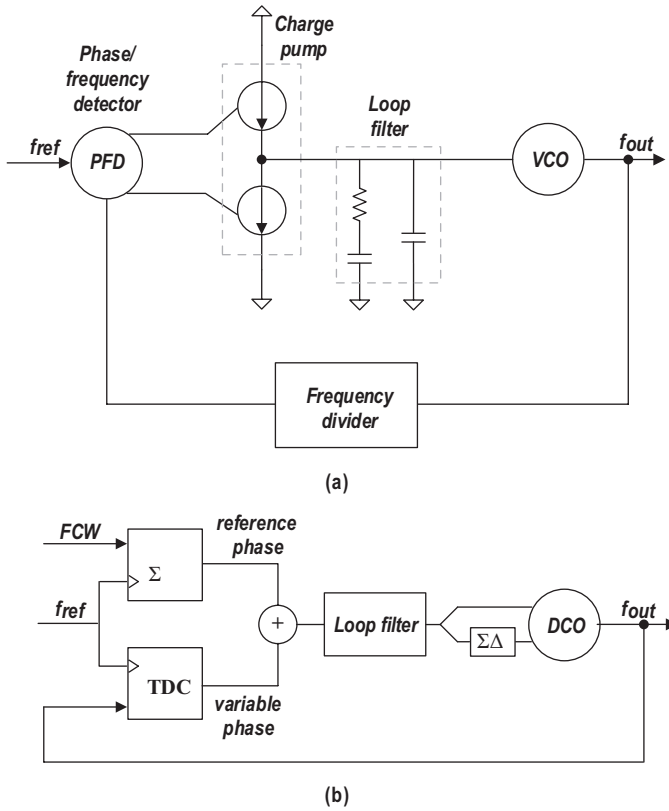 Charge
pump
Phase/
frequency
detector
Loop
filter
fref
PFD
VCO
fout
Frequency
divider
(a)
FCW
reference
phase
Σ
fref
+
Loop filter
ΣΔ
DCO
fout
TDC
variable
phase
(b)